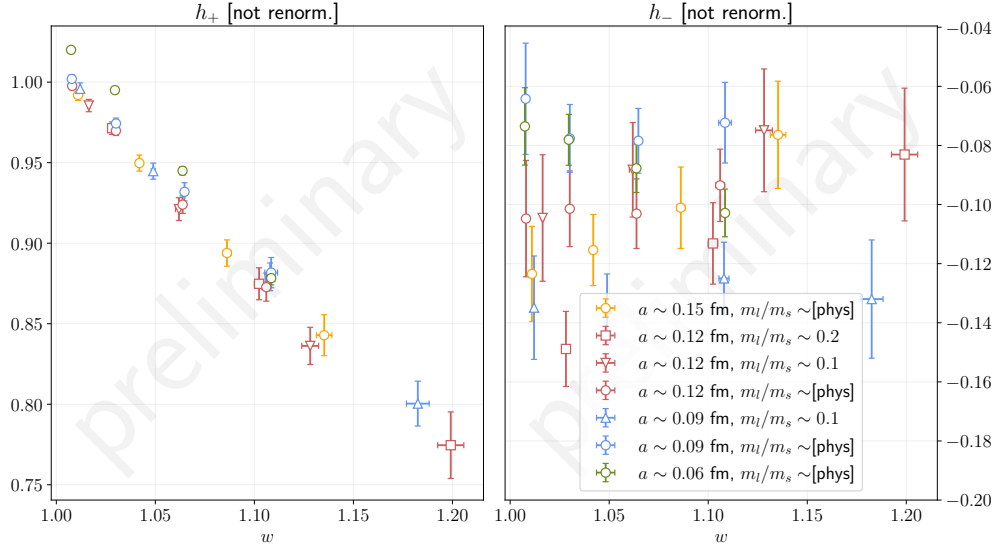 h₊ [not renorm.]
h₋ [not renorm.]
1.00
0.95
0.90
0.85
0.80
0.75
1.00
1.05
1.10
1.15
1.20
w
preliminary
−0.04
−0.06
−0.08
−0.10
−0.12
−0.14
−0.16
−0.18
−0.20
1.00
1.05
1.10
1.15
1.20
w
preliminary
a ∼ 0.15 fm, mₗ/mₛ ∼[phys]
a ∼ 0.12 fm, mₗ/mₛ ∼ 0.2
a ∼ 0.12 fm, mₗ/mₛ ∼ 0.1
a ∼ 0.12 fm, mₗ/mₛ ∼[phys]
a ∼ 0.09 fm, mₗ/mₛ ∼ 0.1
a ∼ 0.09 fm, mₗ/mₛ ∼[phys]
a ∼ 0.06 fm, mₗ/mₛ ∼[phys]